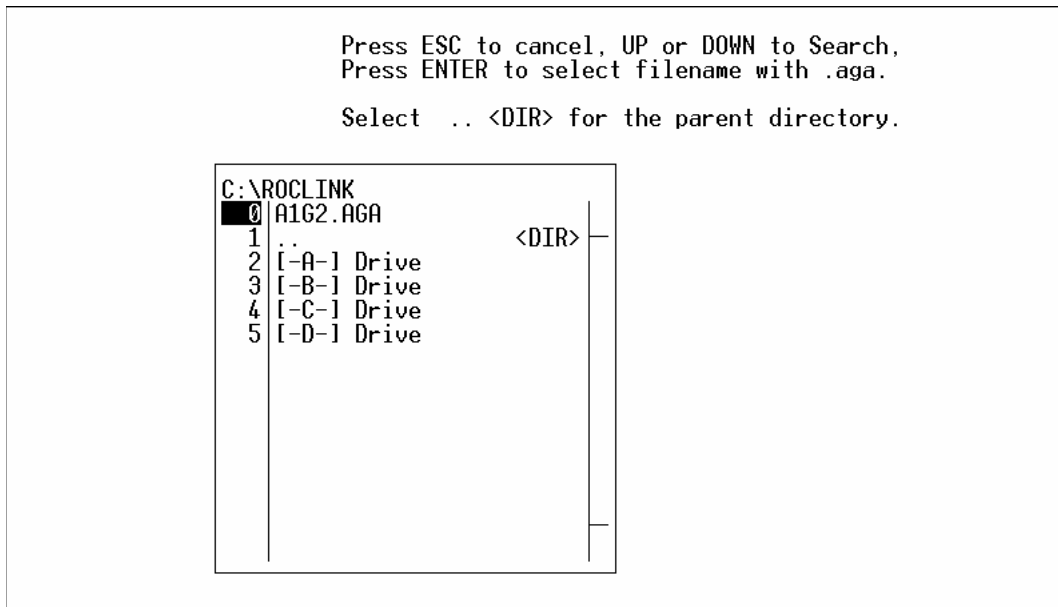 Press ESC to cancel, UP or DOWN to Search,
Press ENTER to select filename with .aga.
Select .. <DIR> for the parent directory.
C:\ROCLINK
0 A1G2.AGA
1 .. <DIR>
2 [-A-] Drive
3 [-B-] Drive
4 [-C-] Drive
5 [-D-] Drive